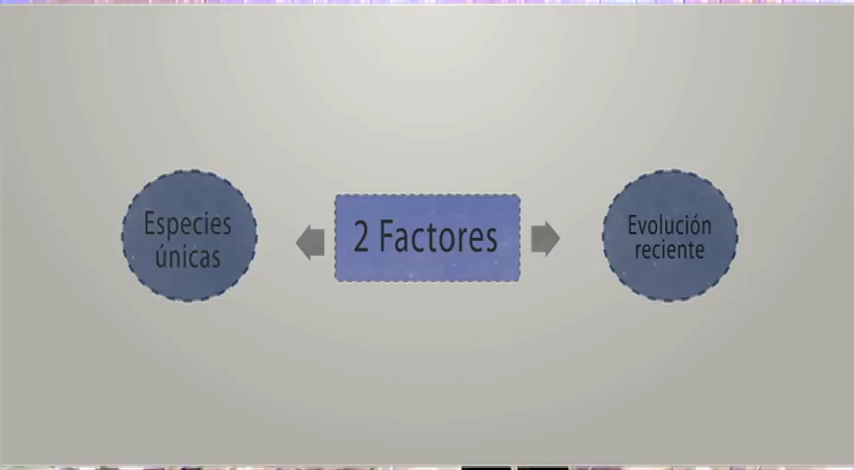 Especies
únicas
2 Factores
Evolución
reciente